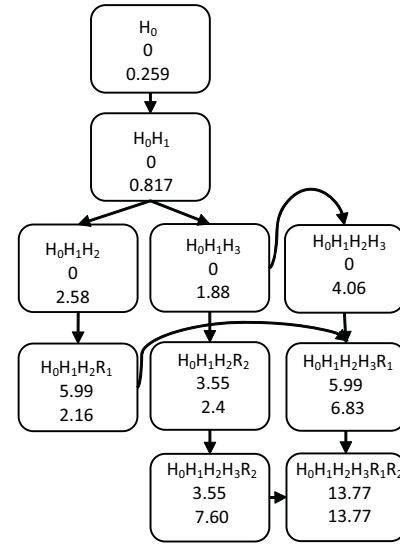 H₀
0
0.259
H₀H₁
0
0.817
H₀H₁H₂
0
2.58
H₀H₁H₃
0
1.88
H₀H₁H₂H₃
0
4.06
H₀H₁H₂R₁
5.99
2.16
H₀H₁H₂R₂
3.55
2.4
H₀H₁H₂H₃R₁
5.99
6.83
H₀H₁H₂H₃R₂
3.55
7.60
H₀H₁H₂H₃R₁R₂
13.77
13.77